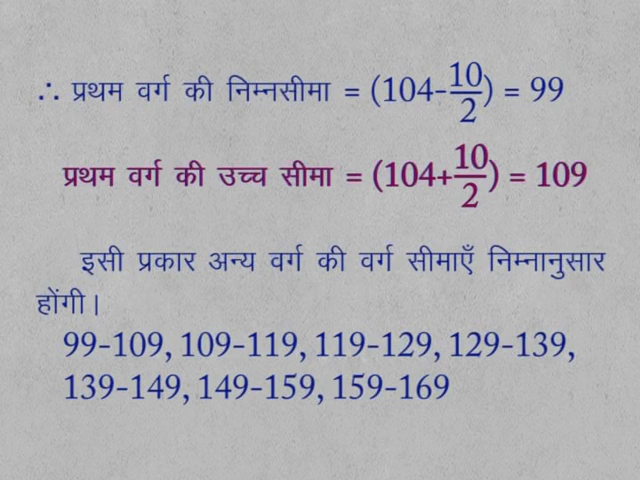 ∴ प्रथम वर्ग की निम्नसीमा = (104-10/2) = 99
प्रथम वर्ग की उच्च सीमा = (104+10/2) = 109
इसी प्रकार अन्य वर्ग की वर्ग सीमाएँ निम्नानुसार
होंगी।
99-109, 109-119, 119-129, 129-139,
139-149, 149-159, 159-169